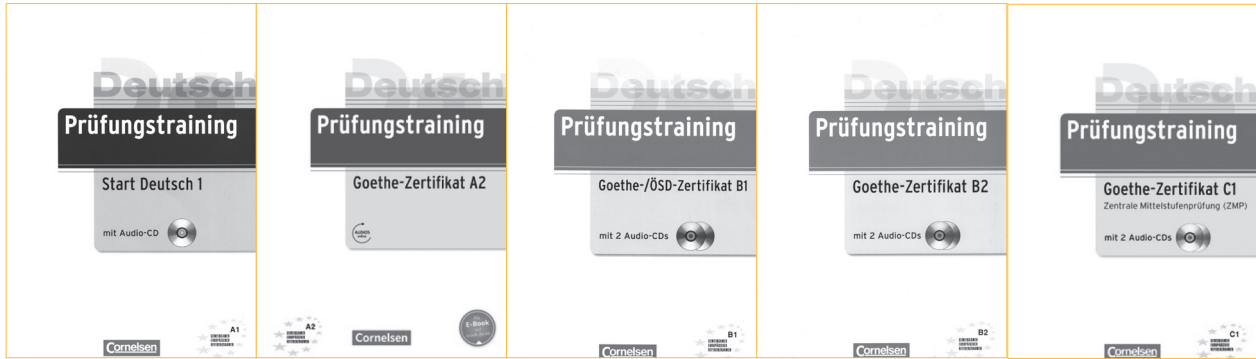 Deutsch
Prüfungstraining
Start Deutsch 1
mit Audio-CD
A1
Cornelsen
Deutsch
Prüfungstraining
Goethe-Zertifikat A2
AUDIOS
online
A2
Cornelsen
E-Book
Deutsch
Prüfungstraining
Goethe-/ÖSD-Zertifikat B1
mit 2 Audio-CDs
B1
Cornelsen
Deutsch
Prüfungstraining
Goethe-Zertifikat B2
mit 2 Audio-CDs
B2
Cornelsen
Deutsch
Prüfungstraining
Goethe-Zertifikat C1
Zentrale Mittelstufenprüfung (ZMP)
mit 2 Audio-CDs
C1
Cornelsen